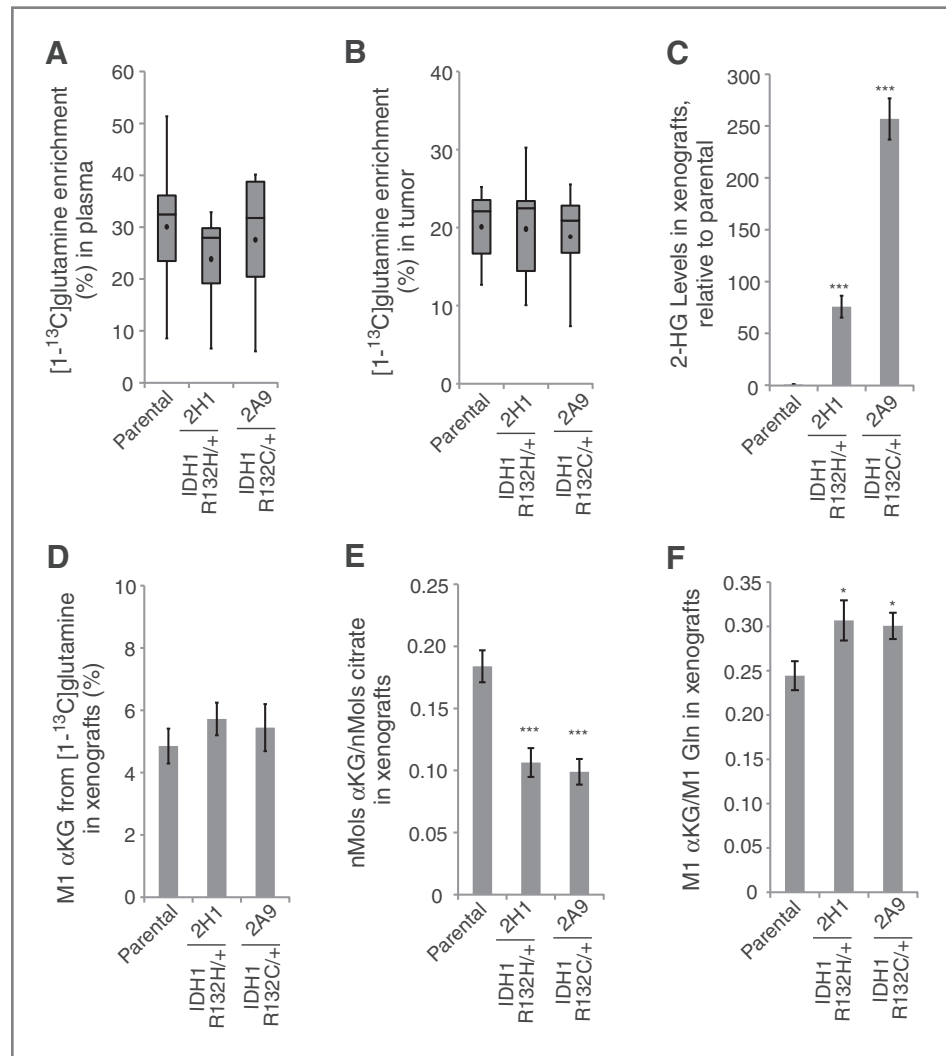 A
[1-¹³C]glutamine enrichment
(%) in plasma
60
50
40
30
20
10
0
Parental
2H1
IDH1
R132H/+
2A9
IDH1
R132C/+
B
[1-¹³C]glutamine enrichment
(%) in tumor
40
30
20
10
0
Parental
2H1
IDH1
R132H/+
2A9
IDH1
R132C/+
C
2-HG Levels in xenografts,
relative to parental
300
250
200
150
100
50
0
***
***
Parental
2H1
IDH1
R132H/+
2A9
IDH1
R132C/+
D
M1 αKG from [1-¹³C]glutamine
in xenografts (%)
10
8
6
4
2
0
Parental
2H1
IDH1
R132H/+
2A9
IDH1
R132C/+
E
nMols αKG/nMols citrate
in xenografts
0.25
0.20
0.15
0.10
0.05
0
***
***
Parental
2H1
IDH1
R132H/+
2A9
IDH1
R132C/+
F
M1 αKG/M1 Gln in xenografts
0.35
0.30
0.25
0.20
0.15
0.10
0.05
0
*
*
Parental
2H1
IDH1
R132H/+
2A9
IDH1
R132C/+